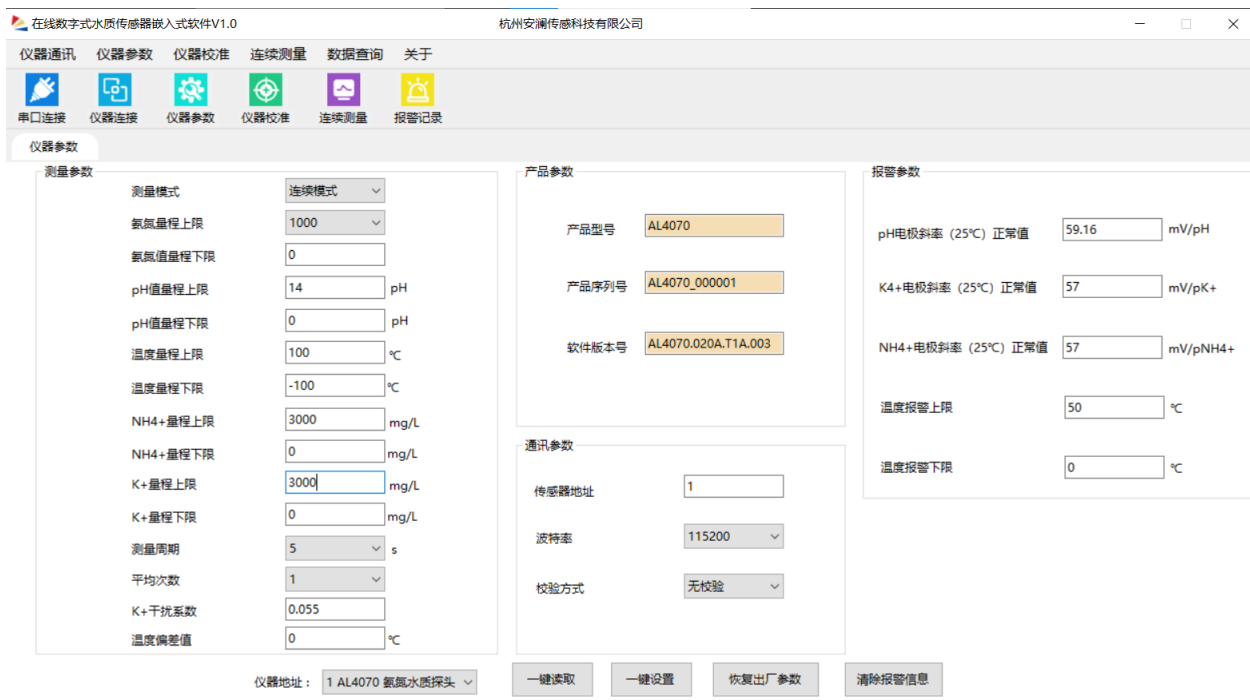 在线数字式水质传感器嵌入式软件V1.0 杭州安澜传感科技有限公司
仪器通讯 仪器参数 仪器校准 连续测量 数据查询 关于
串口连接 仪器连接 仪器参数 仪器校准 连续测量 报警记录
仪器参数
测量参数
测量模式 连续模式
氨氮量程上限 1000
氨氮值量程下限 0
pH值量程上限 14 pH
pH值量程下限 0 pH
温度量程上限 100 ℃
温度量程下限 -100 ℃
NH4+量程上限 3000 mg/L
NH4+量程下限 0 mg/L
K+量程上限 3000 mg/L
K+量程下限 0 mg/L
测量周期 5 s
平均次数 1
K+干扰系数 0.055
温度偏差值 0 ℃
产品参数
产品型号 AL4070
产品序列号 AL4070_000001
软件版本号 AL4070.020A.T1A.003
通讯参数
传感器地址 1
波特率 115200
校验方式 无校验
报警参数
pH电极斜率（25℃）正常值 59.16 mV/pH
K4+电极斜率（25℃）正常值 57 mV/pK+
NH4+电极斜率（25℃）正常值 57 mV/pNH4+
温度报警上限 50 ℃
温度报警下限 0 ℃
仪器地址： 1 AL4070 氨氮水质探头 一键读取 一键设置 恢复出厂参数 清除报警信息